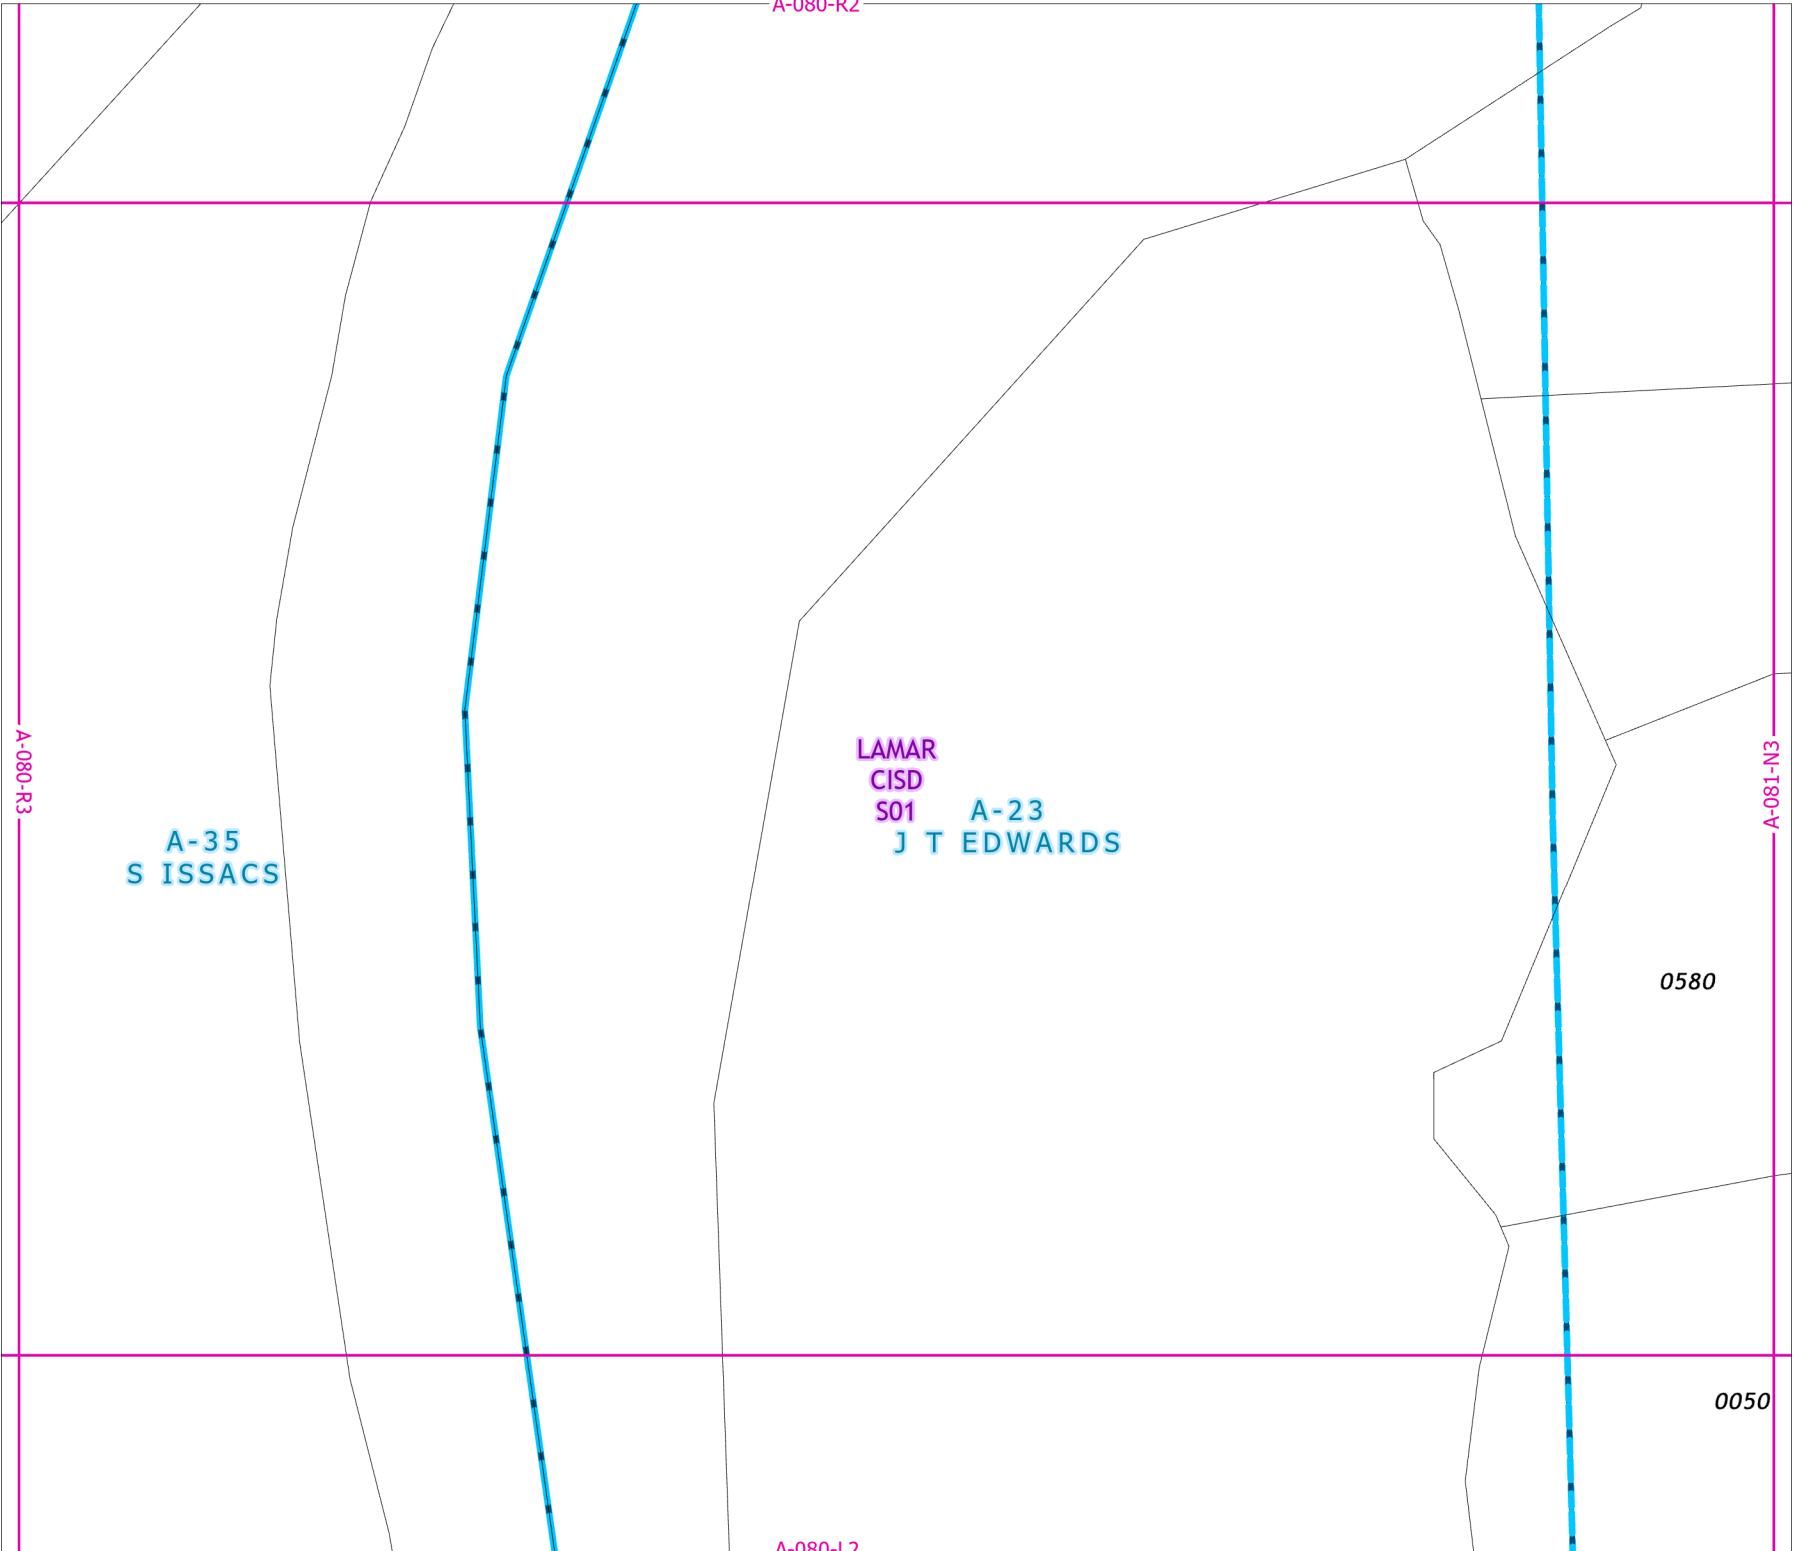 A-080-R2
A-080-R3
LAMAR
CISD
S01
A-23
J T EDWARDS
A-081-N3
A-35
S ISSACS
0580
0050
A-080-L2